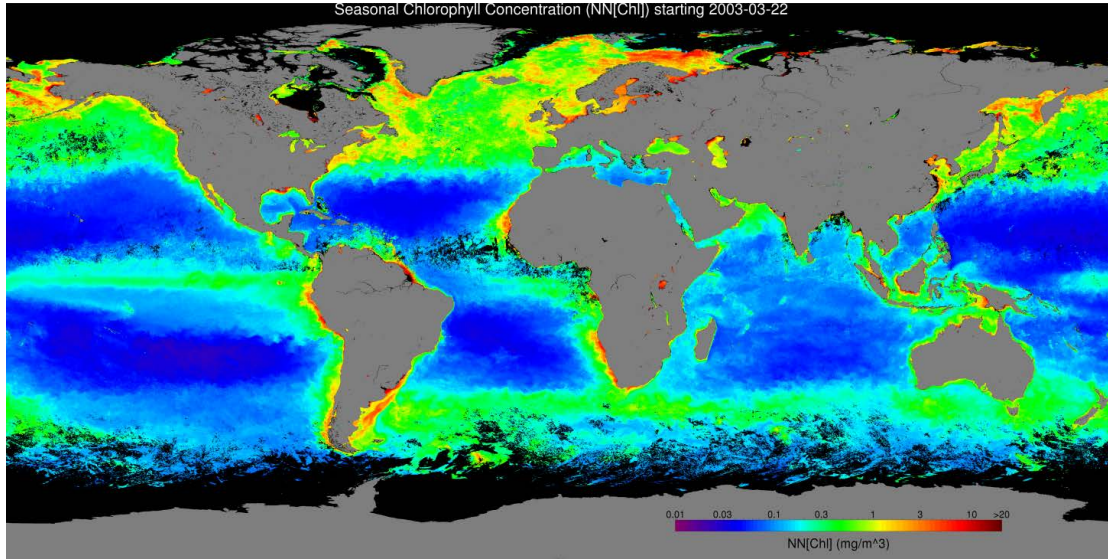 Seasonal Chlorophyll Concentration (NN[Chl]) starting 2003-03-22
0.01 0.03 0.1 0.3 1 3 10 >20
NN[Chl] (mg/m^3)